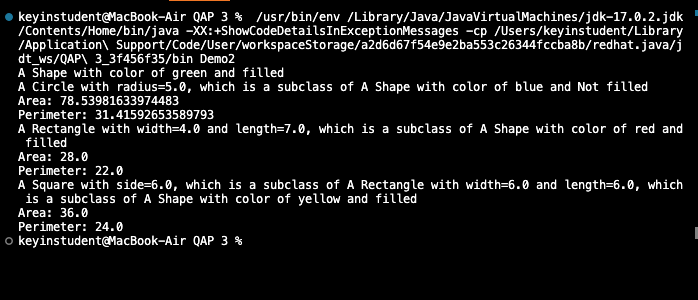 keyinstudent@MacBook-Air QAP 3 %  /usr/bin/env /Library/Java/JavaVirtualMachines/jdk-17.0.2.jdk
/Contents/Home/bin/java -XX:+ShowCodeDetailsInExceptionMessages -cp /Users/keyinstudent/Library
/Application\ Support/Code/User/workspaceStorage/a2d6d67f54e9e2ba553c26344fccba8b/redhat.java/j
dt_ws/QAP\ 3_3f456f35/bin Demo2
A Shape with color of green and filled
A Circle with radius=5.0, which is a subclass of A Shape with color of blue and Not filled
Area: 78.53981633974483
Perimeter: 31.41592653589793
A Rectangle with width=4.0 and length=7.0, which is a subclass of A Shape with color of red and
 filled
Area: 28.0
Perimeter: 22.0
A Square with side=6.0, which is a subclass of A Rectangle with width=6.0 and length=6.0, which
 is a subclass of A Shape with color of yellow and filled
Area: 36.0
Perimeter: 24.0
keyinstudent@MacBook-Air QAP 3 %